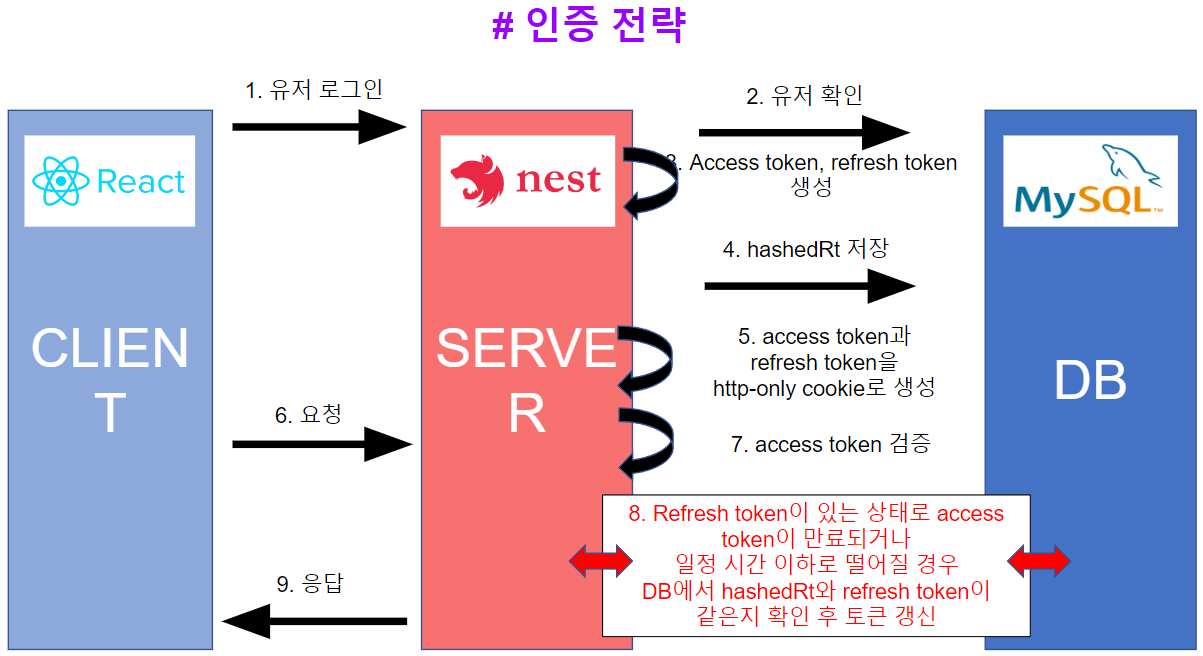 # 인증 전략
1. 유저 로그인
2. 유저 확인
React
nest
MySQL™
3. Access token, refresh token
생성
4. hashedRt 저장
CLIEN
T
SERVE
R
DB
5. access token과
refresh token을
http-only cookie로 생성
6. 요청
7. access token 검증
8. Refresh token이 있는 상태로 access
token이 만료되거나
일정 시간 이하로 떨어질 경우
DB에서 hashedRt와 refresh token이
같은지 확인 후 토큰 갱신
9. 응답